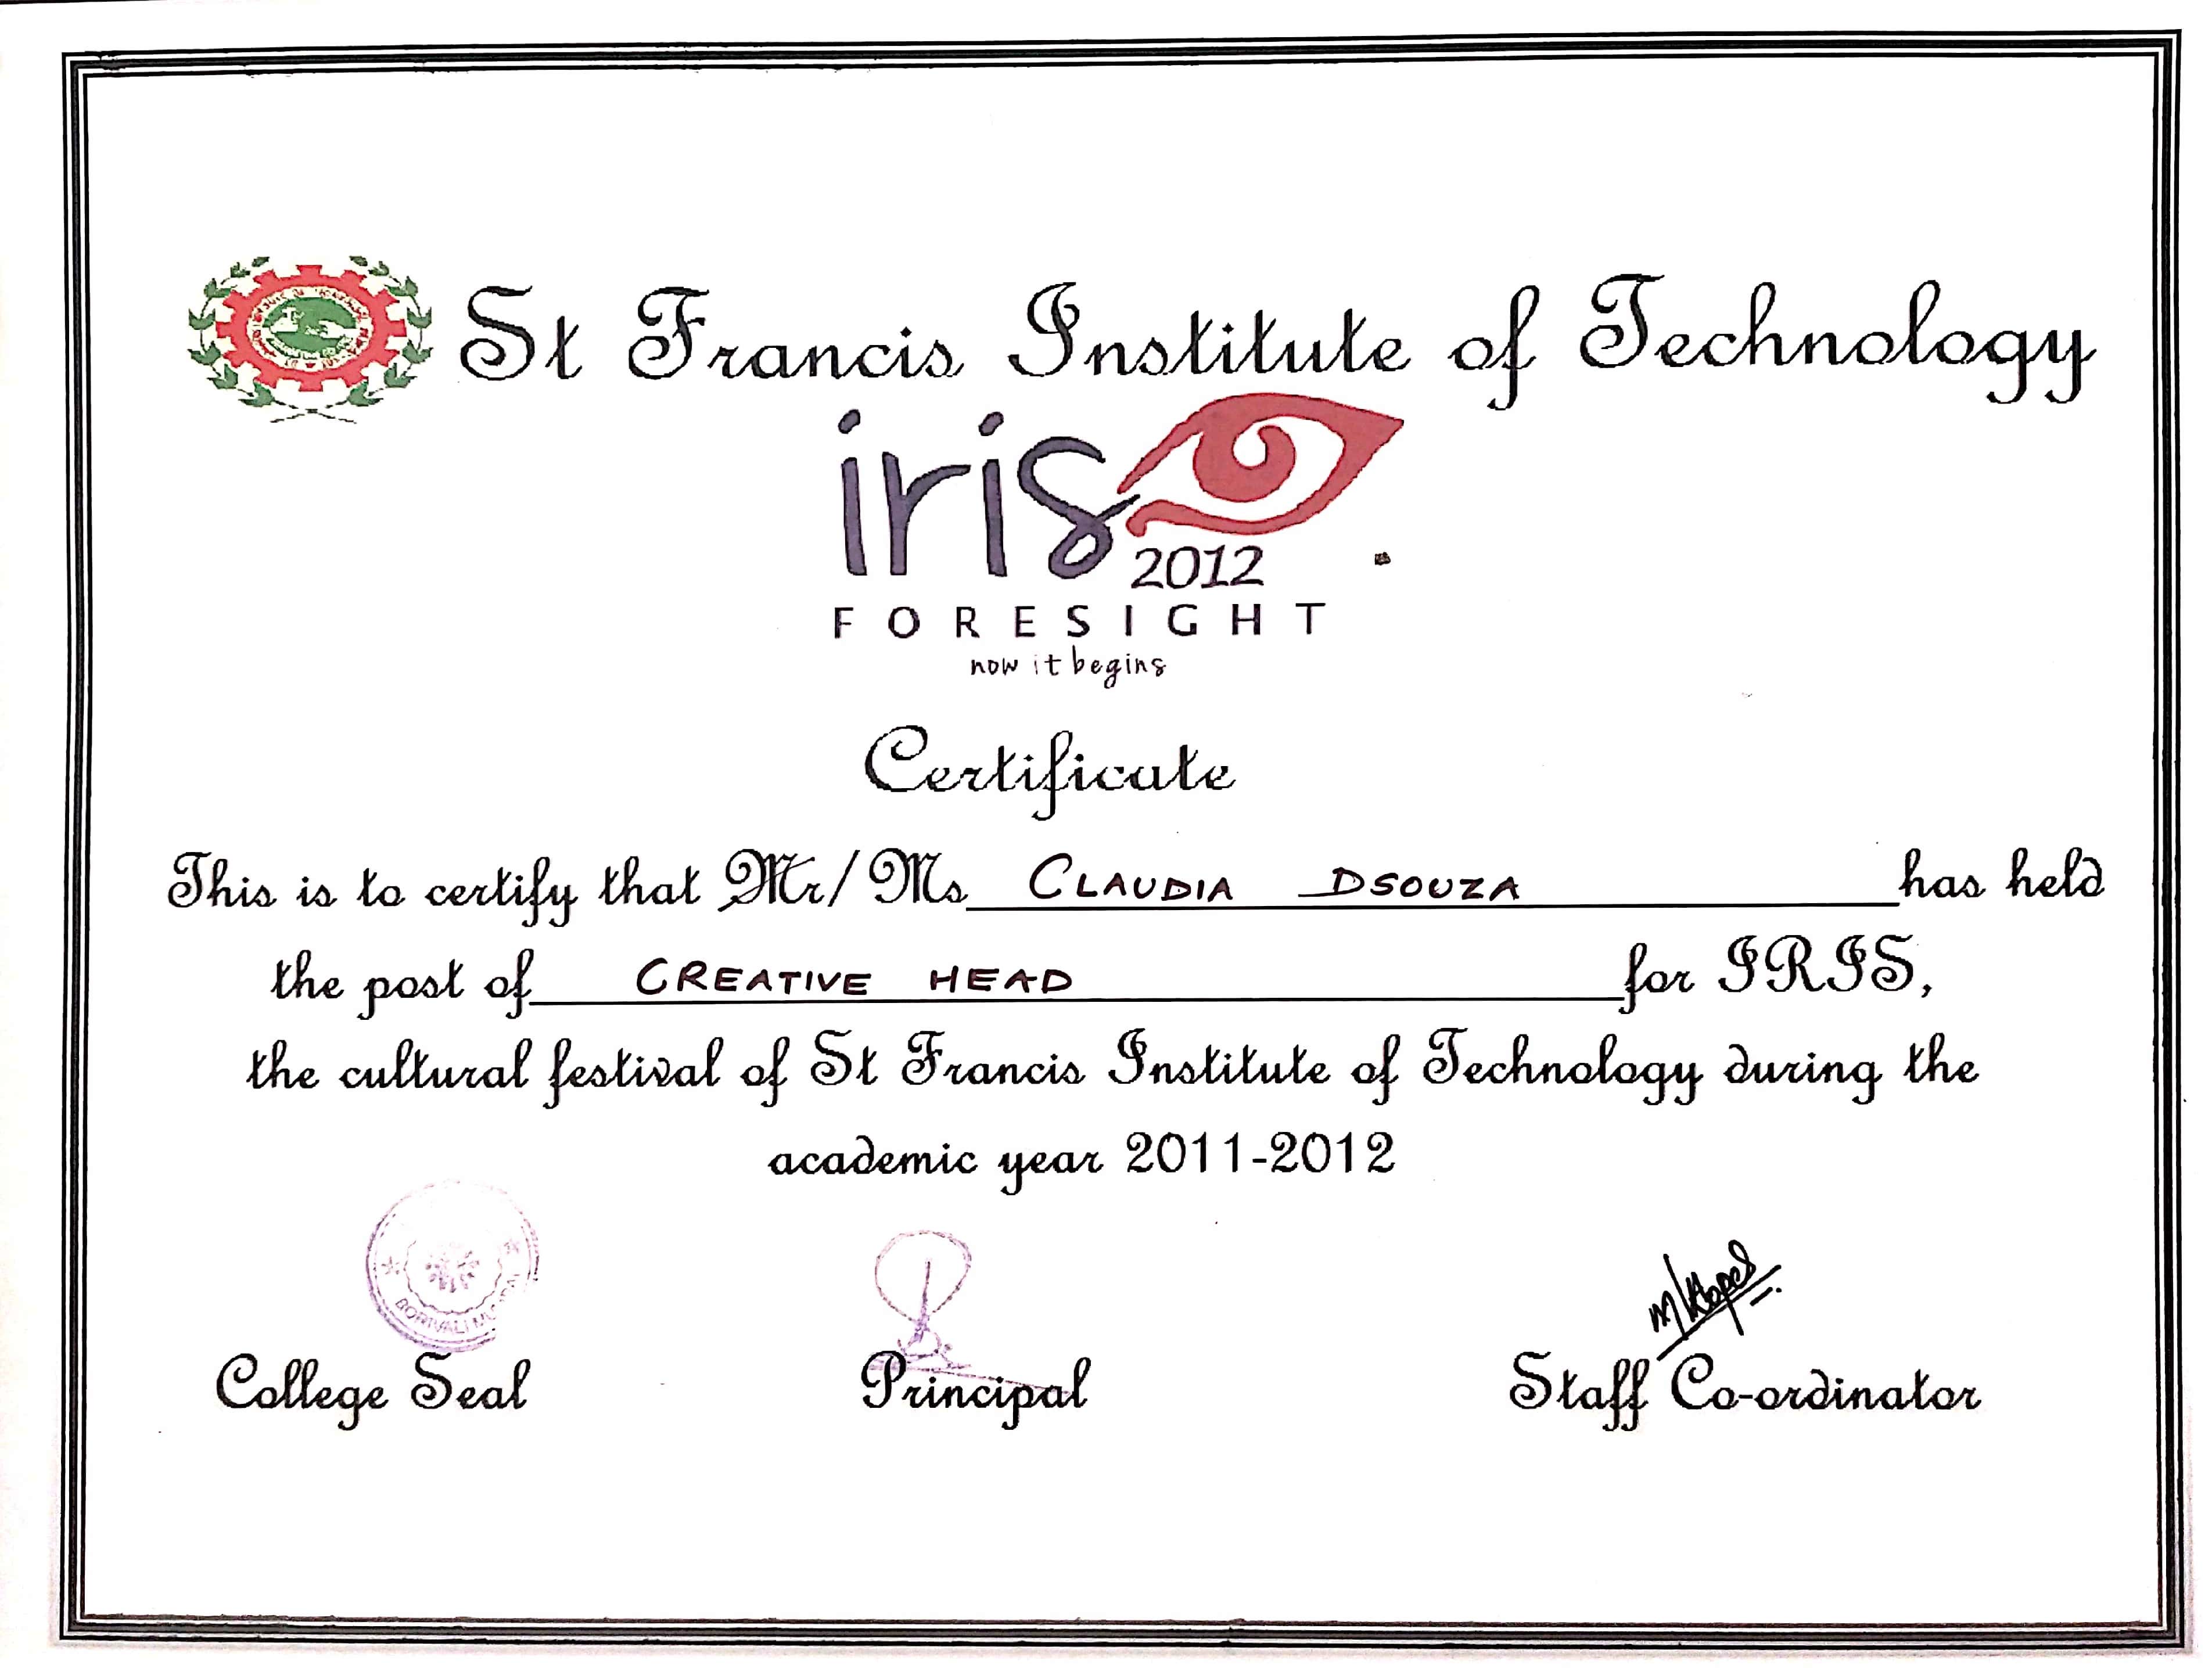 St Francis Institute of Technology
iris
2012
FORESIGHT
now it begins
Certificate
This is to certify that Mr/Ms CLAUDIA DSOUZA has held
the post of CREATIVE HEAD for IRIS,
the cultural festival of St Francis Institute of Technology during the
academic year 2011-2012
BORIVALI
College Seal
Principal
Staff Co-ordinator